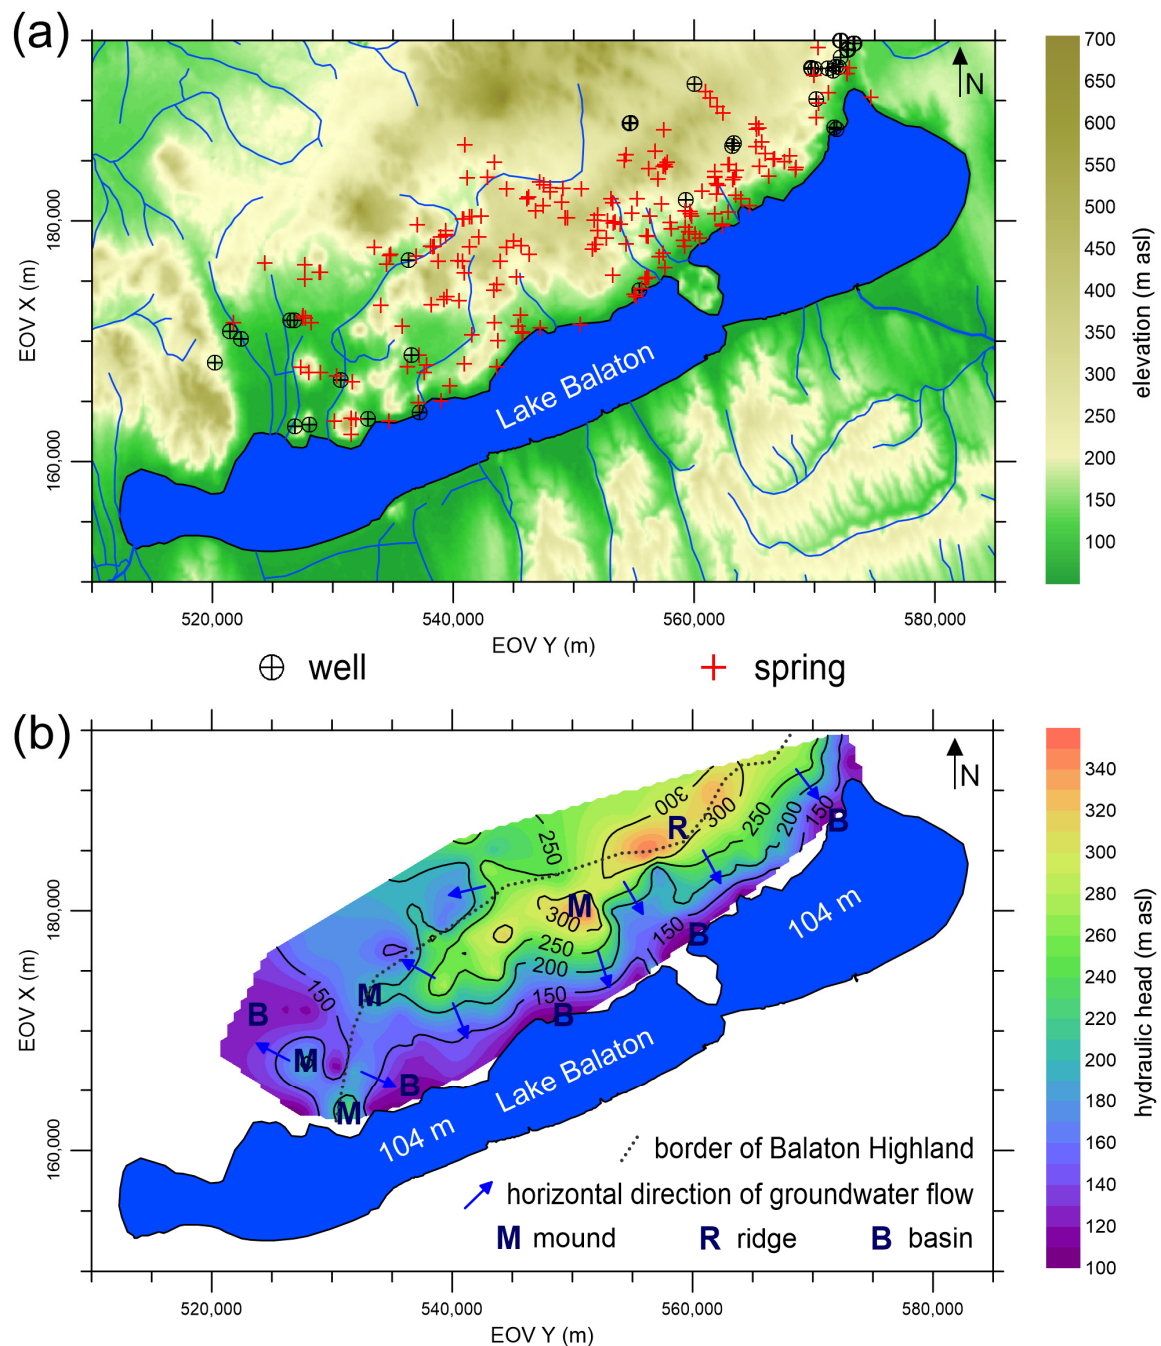 (a)
N
180,000
160,000
EOV X (m)
Lake Balaton
520,000
540,000
560,000
580,000
EOV Y (m)
700
650
600
550
500
450
400
350
300
250
200
150
100
elevation (m asl)
well
spring
(b)
N
300
300
250
200
150
B
R
250
M
300
250
200
150
150
B
M
B
150
B
M
B
M
104 m
Lake Balaton
104 m
180,000
160,000
EOV X (m)
border of Balaton Highland
horizontal direction of groundwater flow
M mound
R ridge
B basin
520,000
540,000
560,000
580,000
EOV Y (m)
340
320
300
280
260
240
220
200
180
160
140
120
100
hydraulic head (m asl)